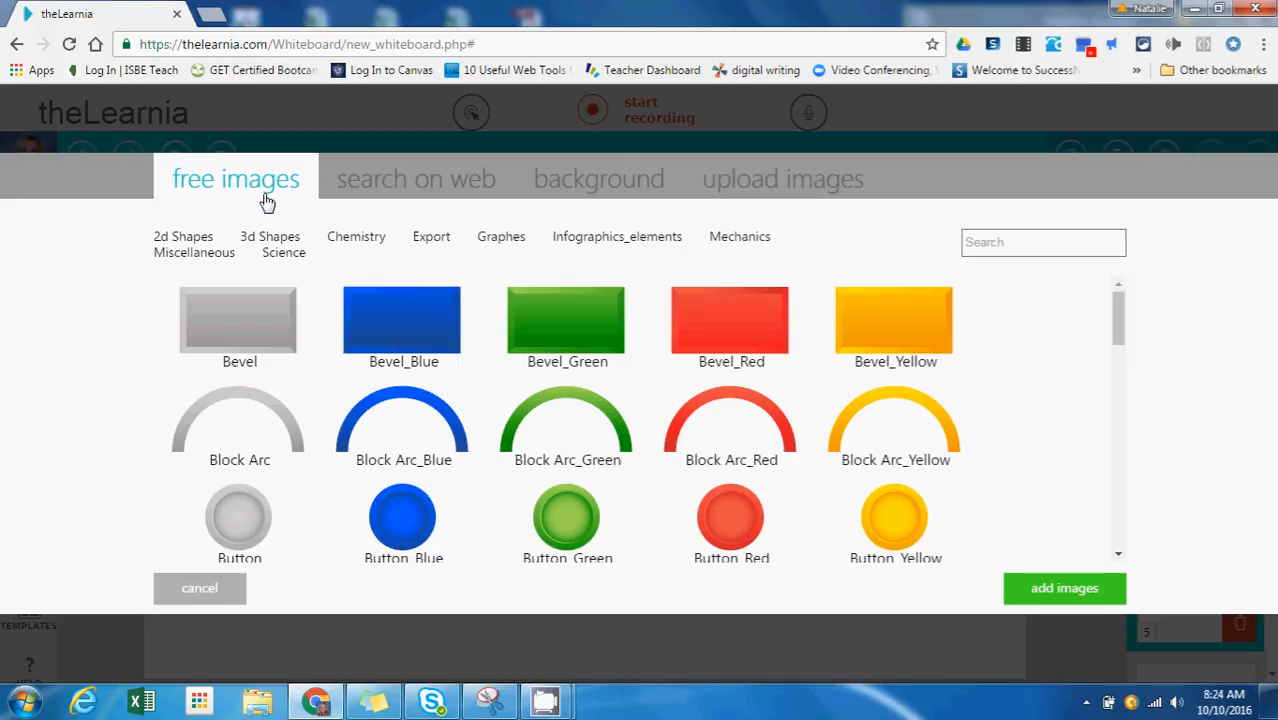 theLearnia
Natalie
https://thelearnia.com/Whiteboard/new_whiteboard.php#
Apps
Log In | ISBE Teach
GET Certified Bootcam
Log In to Canvas
10 Useful Web Tools
Teacher Dashboard
digital writing
Video Conferencing,
Welcome to Success
»
Other bookmarks
theLearnia
start
recording
free images
search on web
background
upload images
2d Shapes
3d Shapes
Chemistry
Export
Graphes
Infographics_elements
Mechanics
Miscellaneous
Science
Search
Bevel
Bevel_Blue
Bevel_Green
Bevel_Red
Bevel_Yellow
Block Arc
Block Arc_Blue
Block Arc_Green
Block Arc_Red
Block Arc_Yellow
Button
Button_Blue
Button_Green
Button_Red
Button_Yellow
cancel
add images
TEMPLATES
?
5
8:24 AM
10/10/2016